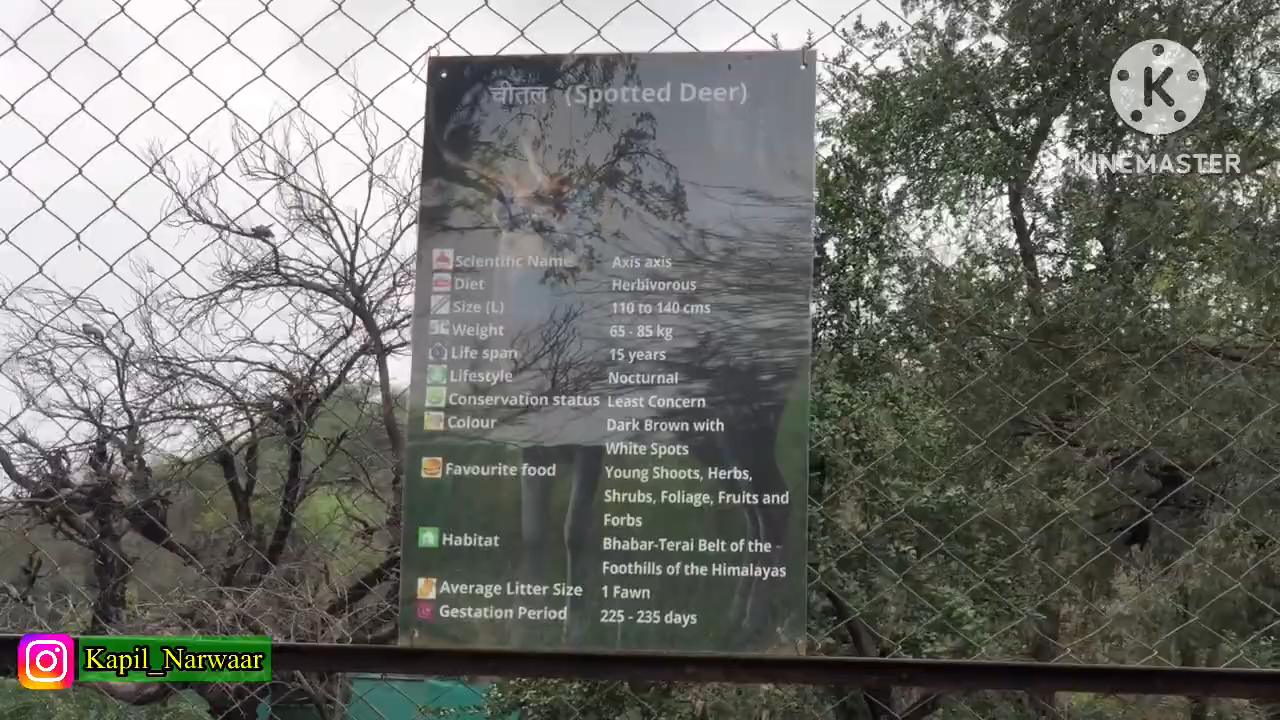 चीतल (Spotted Deer)
Scientific Name Axis axis
Diet Herbivorous
Size (L) 110 to 140 cms
Weight 65 - 85 kg
Life span 15 years
Lifestyle Nocturnal
Conservation status Least Concern
Colour Dark Brown with
White Spots
Favourite food Young Shoots, Herbs,
Shrubs, Foliage, Fruits and
Forbs
Habitat Bhabar-Terai Belt of the
Foothills of the Himalayas
Average Litter Size 1 Fawn
Gestation Period 225 - 235 days
K
KINEMASTER
Kapil_Narwaar